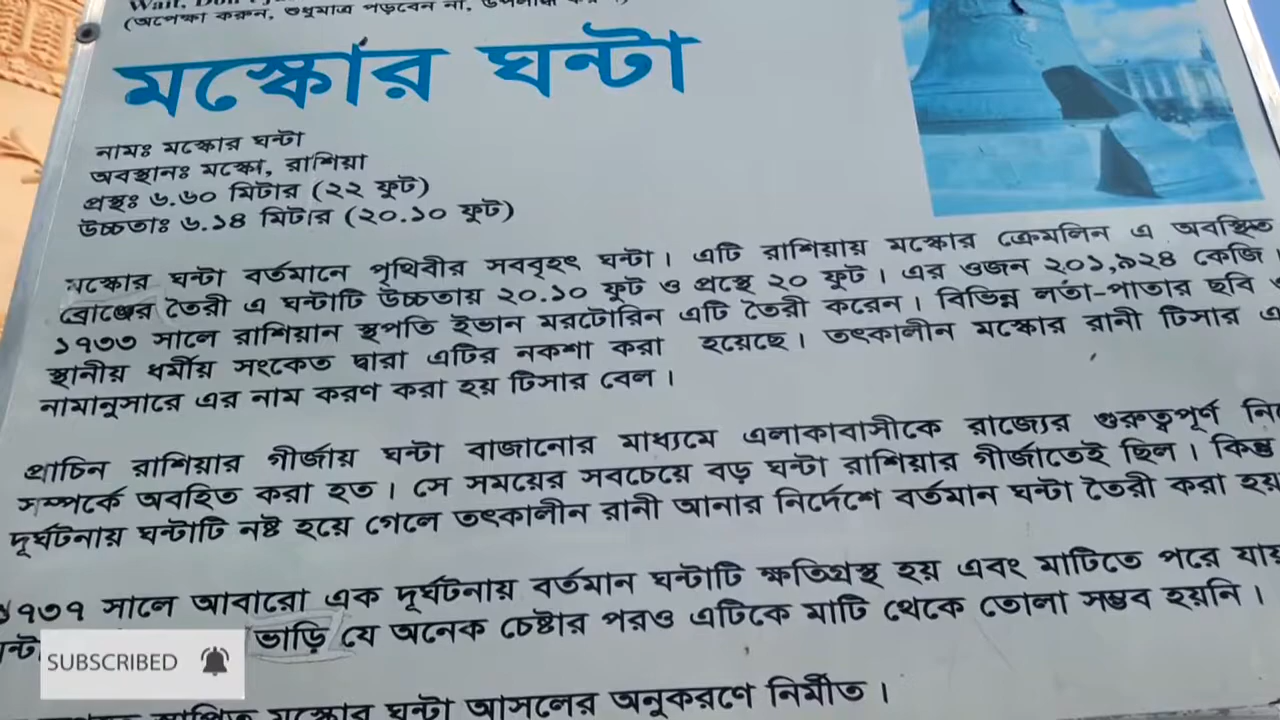 (অপেক্ষা করুন, শুধুমাত্র পড়বেন না,
মস্কোর ঘন্টা
নামঃ মস্কোর ঘন্টা
অবস্থানঃ মস্কো, রাশিয়া
প্রস্থঃ ৬.৬০ মিটার (২২ ফুট)
উচ্চতাঃ ৬.১৪ মিটার (২০.১০ ফুট)
মস্কোর ঘন্টা বর্তমানে পৃথিবীর সববৃহৎ ঘন্টা। এটি রাশিয়ায় মস্কোর ক্রেমলিন এ অবস্থিত
ব্রোঞ্জের তৈরী এ ঘন্টাটি উচ্চতায় ২০.১০ ফুট ও প্রস্থে ২০ ফুট। এর ওজন ২০১,৯২৪ কেজি।
১৭৩৩ সালে রাশিয়ান স্থপতি ইভান মরটোরিন এটি তৈরী করেন। বিভিন্ন লতা-পাতার ছবি
স্থানীয় ধর্মীয় সংকেত দ্বারা এটির নকশা করা হয়েছে। তৎকালীন মস্কোর রানী টিসার এ
নামানুসারে এর নাম করণ করা হয় টিসার বেল।
প্রাচিন রাশিয়ার গীর্জায় ঘন্টা বাজানোর মাধ্যমে এলাকাবাসীকে রাজ্যের গুরুত্বপূর্ণ
সম্পর্কে অবহিত করা হত। সে সময়ের সবচেয়ে বড় ঘন্টা রাশিয়ার গীর্জাতেই ছিল। কিন্তু
দূর্ঘটনায় ঘন্টাটি নষ্ট হয়ে গেলে তৎকালীন রানী আনার নির্দেশে বর্তমান ঘন্টা তৈরী করা হয়
১৭৩৭ সালে আবারো এক দূর্ঘটনায় বর্তমান ঘন্টাটি ক্ষতিগ্রস্থ হয় এবং মাটিতে পরে যায়
ভাড়ি যে অনেক চেষ্টার পরও এটিকে মাটি থেকে তোলা সম্ভব হয়নি।
SUBSCRIBED
মস্কোর ঘন্টা আসলের অনুকরণে নির্মীত।